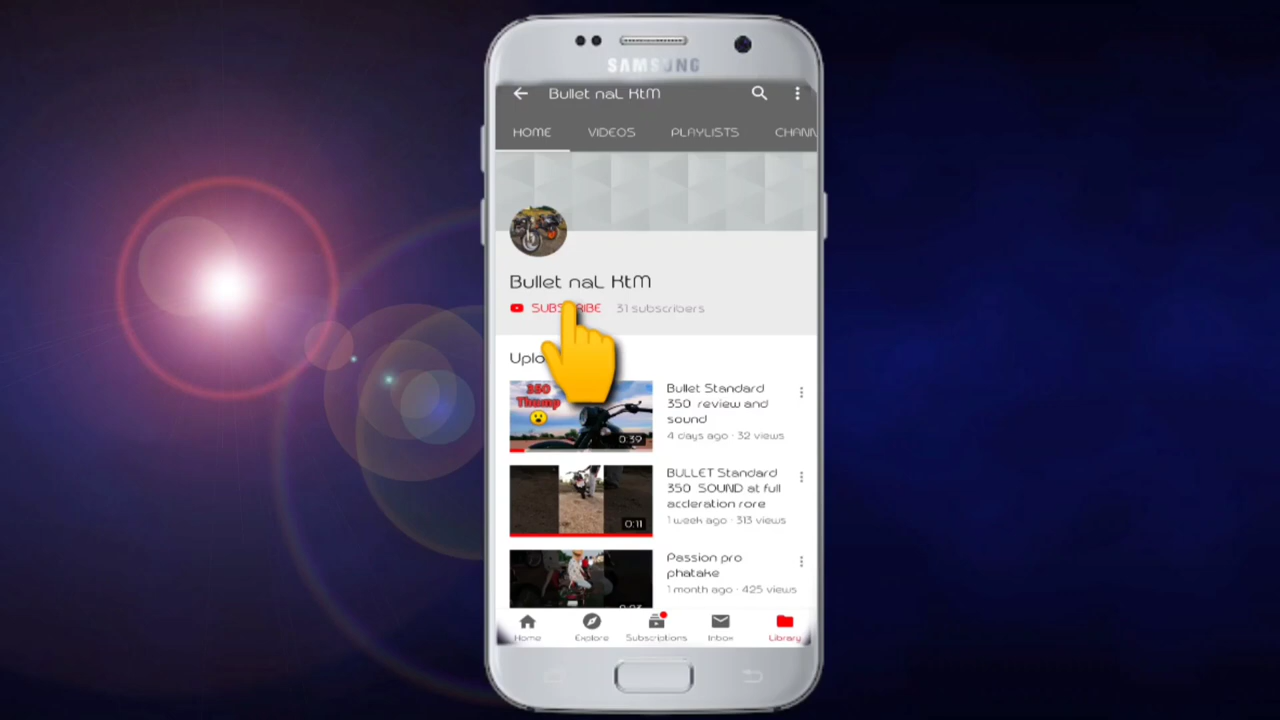 SAMSUNG
Bullet naL KtM
HOME VIDEOS PLAYLISTS CHANN
Bullet naL KtM
SUBSCRIBE 31 subscribers
Uplo
350
Thump
0:39
Bullet Standard
350 review and
sound
4 days ago · 32 views
0:11
BULLET Standard
350 SOUND at full
accleration rore
1 week ago · 313 views
Passion pro
phatake
1 month ago · 425 views
Home Explore Subscriptions Inbox Library